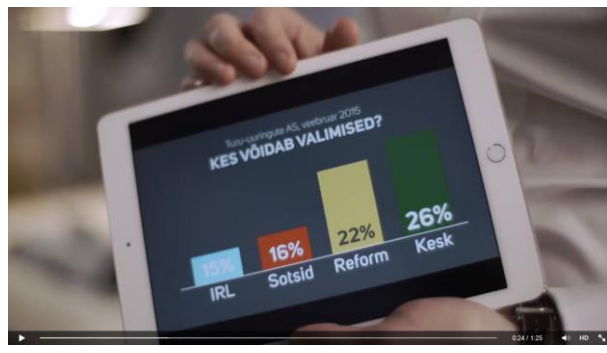 Turu-uuringute AS, veebruar 2015
KES VÕIDAB VALIMISED?
15% 16% 22% 26%
IRL Sotsid Reform Kesk
0:24 / 1:25 HD